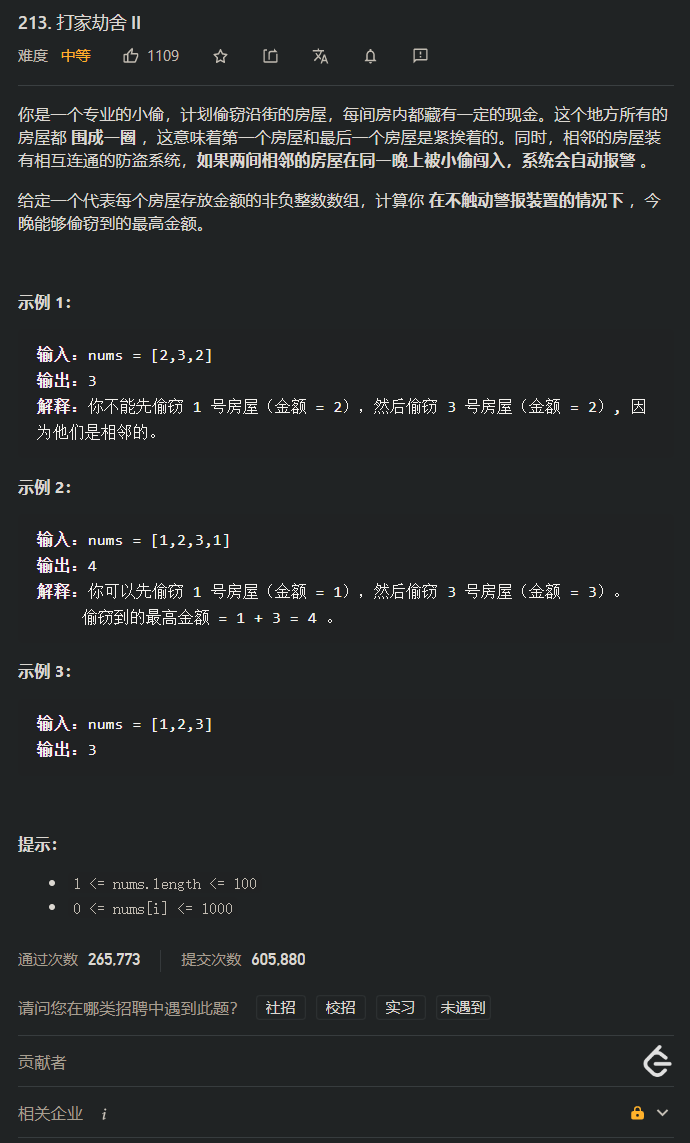 213. 打家劫舍 II
难度 中等 1109
你是一个专业的小偷，计划偷窃沿街的房屋，每间房内都藏有一定的现金。这个地方所有的
房屋都 围成一圈 ，这意味着第一个房屋和最后一个房屋是紧挨着的。同时，相邻的房屋装
有相互连通的防盗系统，如果两间相邻的房屋在同一晚上被小偷闯入，系统会自动报警 。
给定一个代表每个房屋存放金额的非负整数数组，计算你 在不触动警报装置的情况下 ，今
晚能够偷窃到的最高金额。
示例 1：
输入：nums = [2,3,2]
输出：3
解释：你不能先偷窃 1 号房屋（金额 = 2），然后偷窃 3 号房屋（金额 = 2）, 因
为他们是相邻的。
示例 2：
输入：nums = [1,2,3,1]
输出：4
解释：你可以先偷窃 1 号房屋（金额 = 1），然后偷窃 3 号房屋（金额 = 3）。
偷窃到的最高金额 = 1 + 3 = 4 。
示例 3：
输入：nums = [1,2,3]
输出：3
提示：
1 <= nums.length <= 100
0 <= nums[i] <= 1000
通过次数 265,773 提交次数 605,880
请问您在哪类招聘中遇到此题？ 社招 校招 实习 未遇到
贡献者
相关企业 i